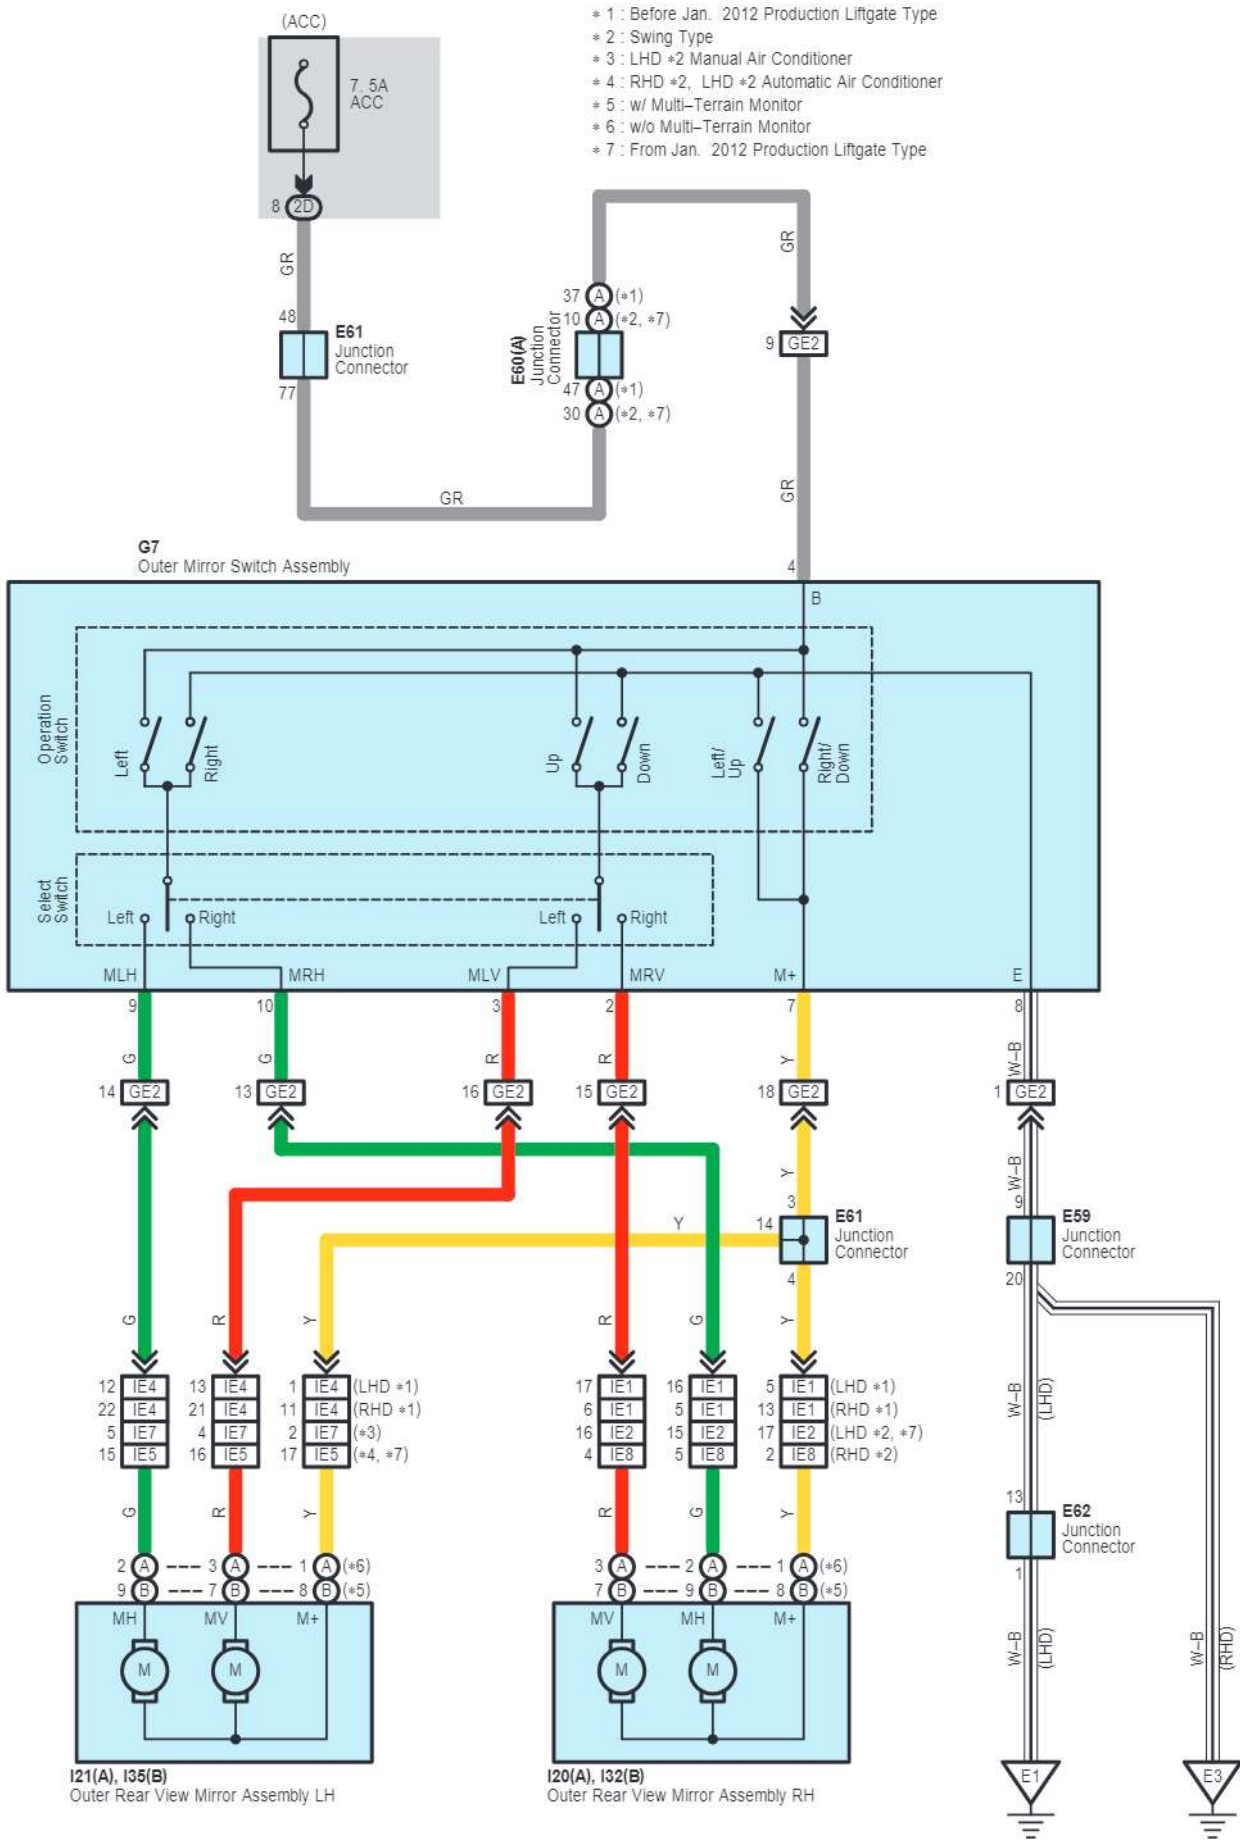 (ACC)
7. 5A
ACC
8 2D
* 1 : Before Jan. 2012 Production Liftgate Type
* 2 : Swing Type
* 3 : LHD *2 Manual Air Conditioner
* 4 : RHD *2, LHD *2 Automatic Air Conditioner
* 5 : w/ Multi–Terrain Monitor
* 6 : w/o Multi–Terrain Monitor
* 7 : From Jan. 2012 Production Liftgate Type
GR
GR
48
E61
Junction
Connector
77
37 A (*1)
10 A (*2, *7)
E60(A)
Junction
Connector
47 A (*1)
30 A (*2, *7)
9 GE2
GR
GR
G7
Outer Mirror Switch Assembly
4
B
Operation
Switch
Left
Right
Up
Down
Left/
Up
Right/
Down
Select
Switch
Left Right
Left Right
MLH MRH MLV MRV M+ E
9 10 3 2 7 8
G G R R Y W–B
14 GE2 13 GE2 16 GE2 15 GE2 18 GE2 1 GE2
Y W–B
3 9
Y 14
E61
Junction
Connector
4
E59
Junction
Connector
20
G R Y R G Y
12 IE4 13 IE4 1 IE4 (LHD *1)
22 IE4 21 IE4 11 IE4 (RHD *1)
5 IE7 4 IE7 2 IE7 (*3)
15 IE5 16 IE5 17 IE5 (*4, *7)
17 IE1 16 IE1 5 IE1 (LHD *1)
6 IE1 5 IE1 13 IE1 (RHD *1)
16 IE2 15 IE2 17 IE2 (LHD *2, *7)
4 IE8 5 IE8 2 IE8 (RHD *2)
W–B
(LHD)
13
E62
Junction
Connector
1
G R Y R G Y
2 A 3 A 1 A (*6)
9 B 7 B 8 B (*5)
3 A 2 A 1 A (*6)
7 B 9 B 8 B (*5)
MH MV M+
M M
MV MH M+
M M
W–B
(LHD)
W–B
(RHD)
I21(A), I35(B)
Outer Rear View Mirror Assembly LH
I20(A), I32(B)
Outer Rear View Mirror Assembly RH
E1
E3